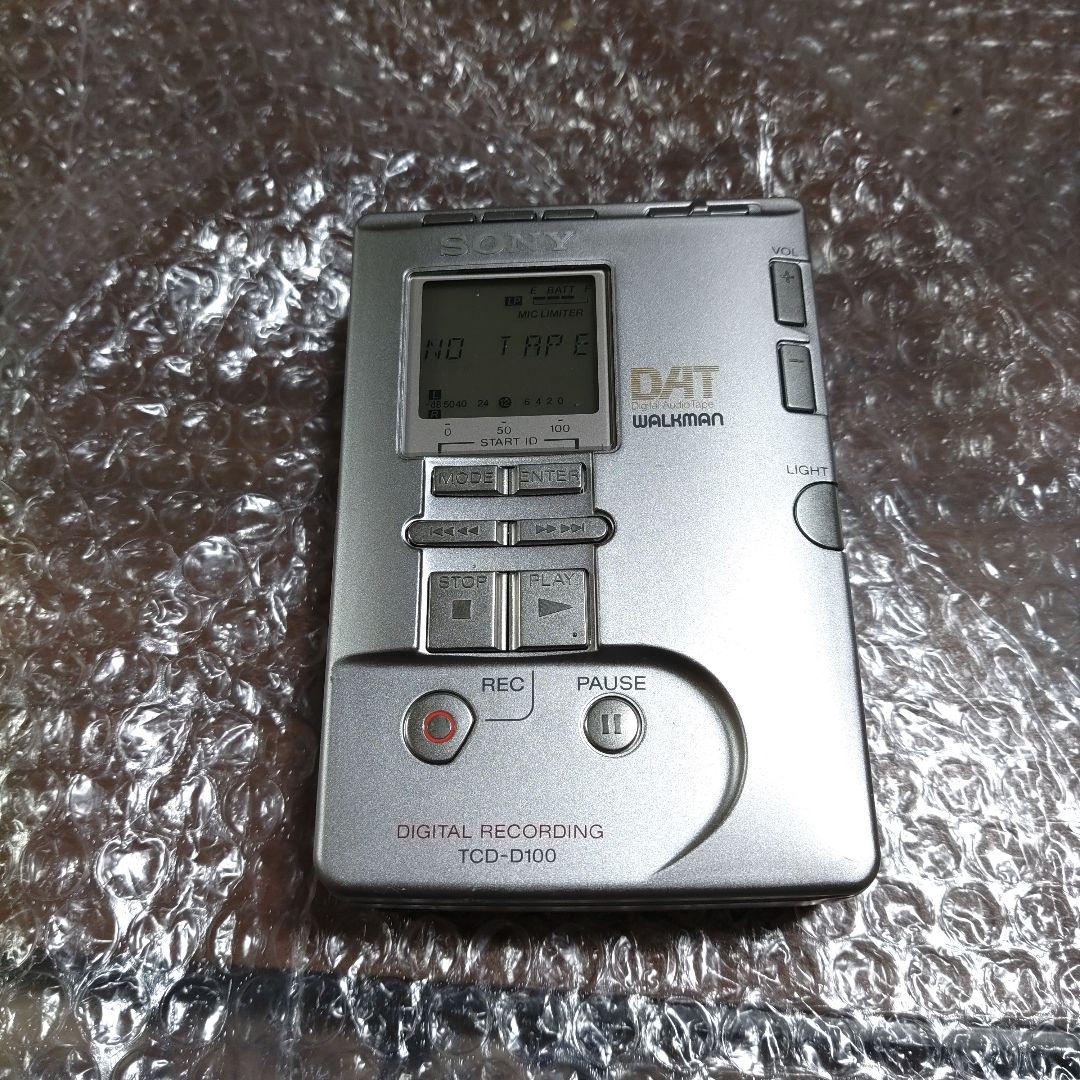 SONY
VOL
+
E BATT F
LP
MIC LIMITER
NO TAPE
−
DAT
Digital Audio Tape
WALKMAN
L
-dB 50 40 24 12 6 4 2 0
R
0 50 100
START ID
LIGHT
MODE ENTER
STOP PLAY
REC PAUSE
DIGITAL RECORDING
TCD-D100